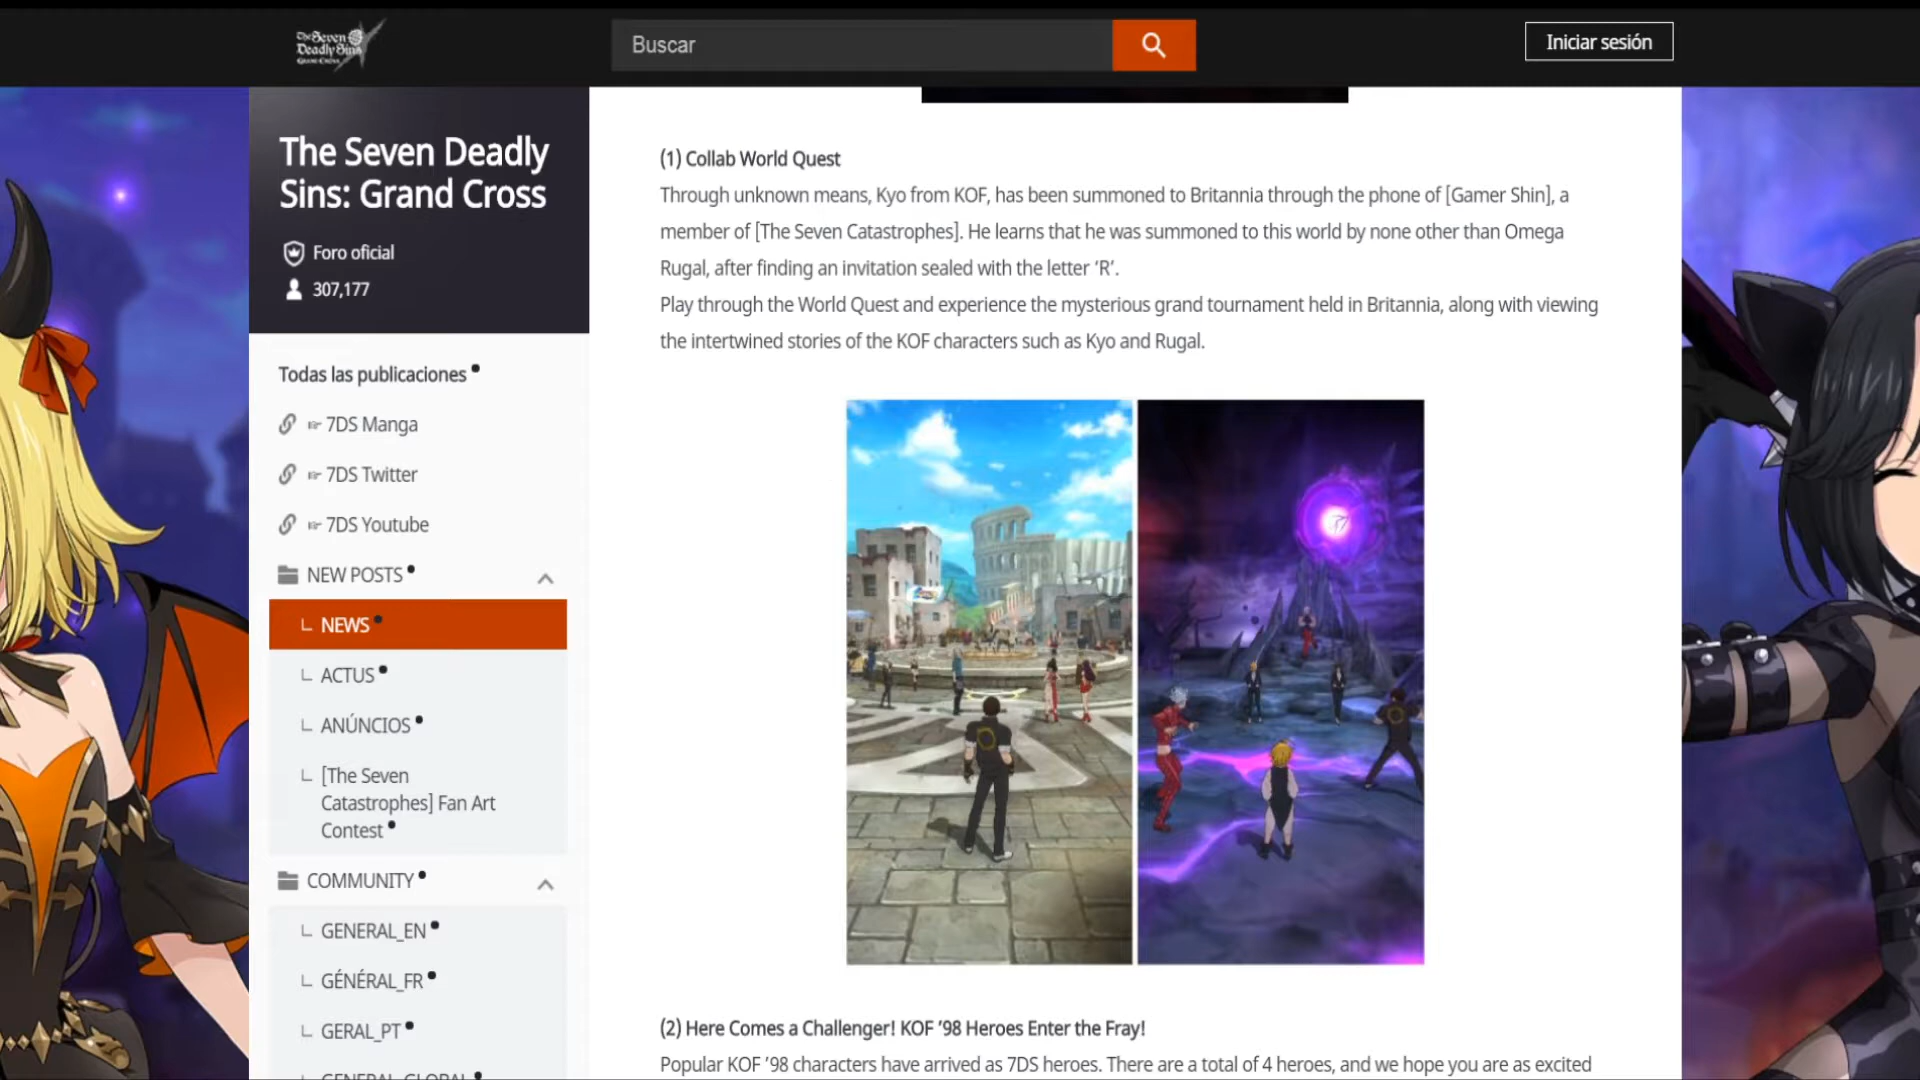 The Seven
Deadly Sins
GRAND CROSS
Buscar
Iniciar sesión
The Seven Deadly
Sins: Grand Cross
Foro oficial
307,177
Todas las publicaciones
☞ 7DS Manga
☞ 7DS Twitter
☞ 7DS Youtube
NEW POSTS
NEWS
ACTUS
ANÚNCIOS
[The Seven
Catastrophes] Fan Art
Contest
COMMUNITY
GENERAL_EN
GÉNÉRAL_FR
GERAL_PT
GENERAL_GLOBAL
(1) Collab World Quest
Through unknown means, Kyo from KOF, has been summoned to Britannia through the phone of [Gamer Shin], a
member of [The Seven Catastrophes]. He learns that he was summoned to this world by none other than Omega
Rugal, after finding an invitation sealed with the letter ‘R’.
Play through the World Quest and experience the mysterious grand tournament held in Britannia, along with viewing
the intertwined stories of the KOF characters such as Kyo and Rugal.
(2) Here Comes a Challenger! KOF ’98 Heroes Enter the Fray!
Popular KOF ’98 characters have arrived as 7DS heroes. There are a total of 4 heroes, and we hope you are as excited